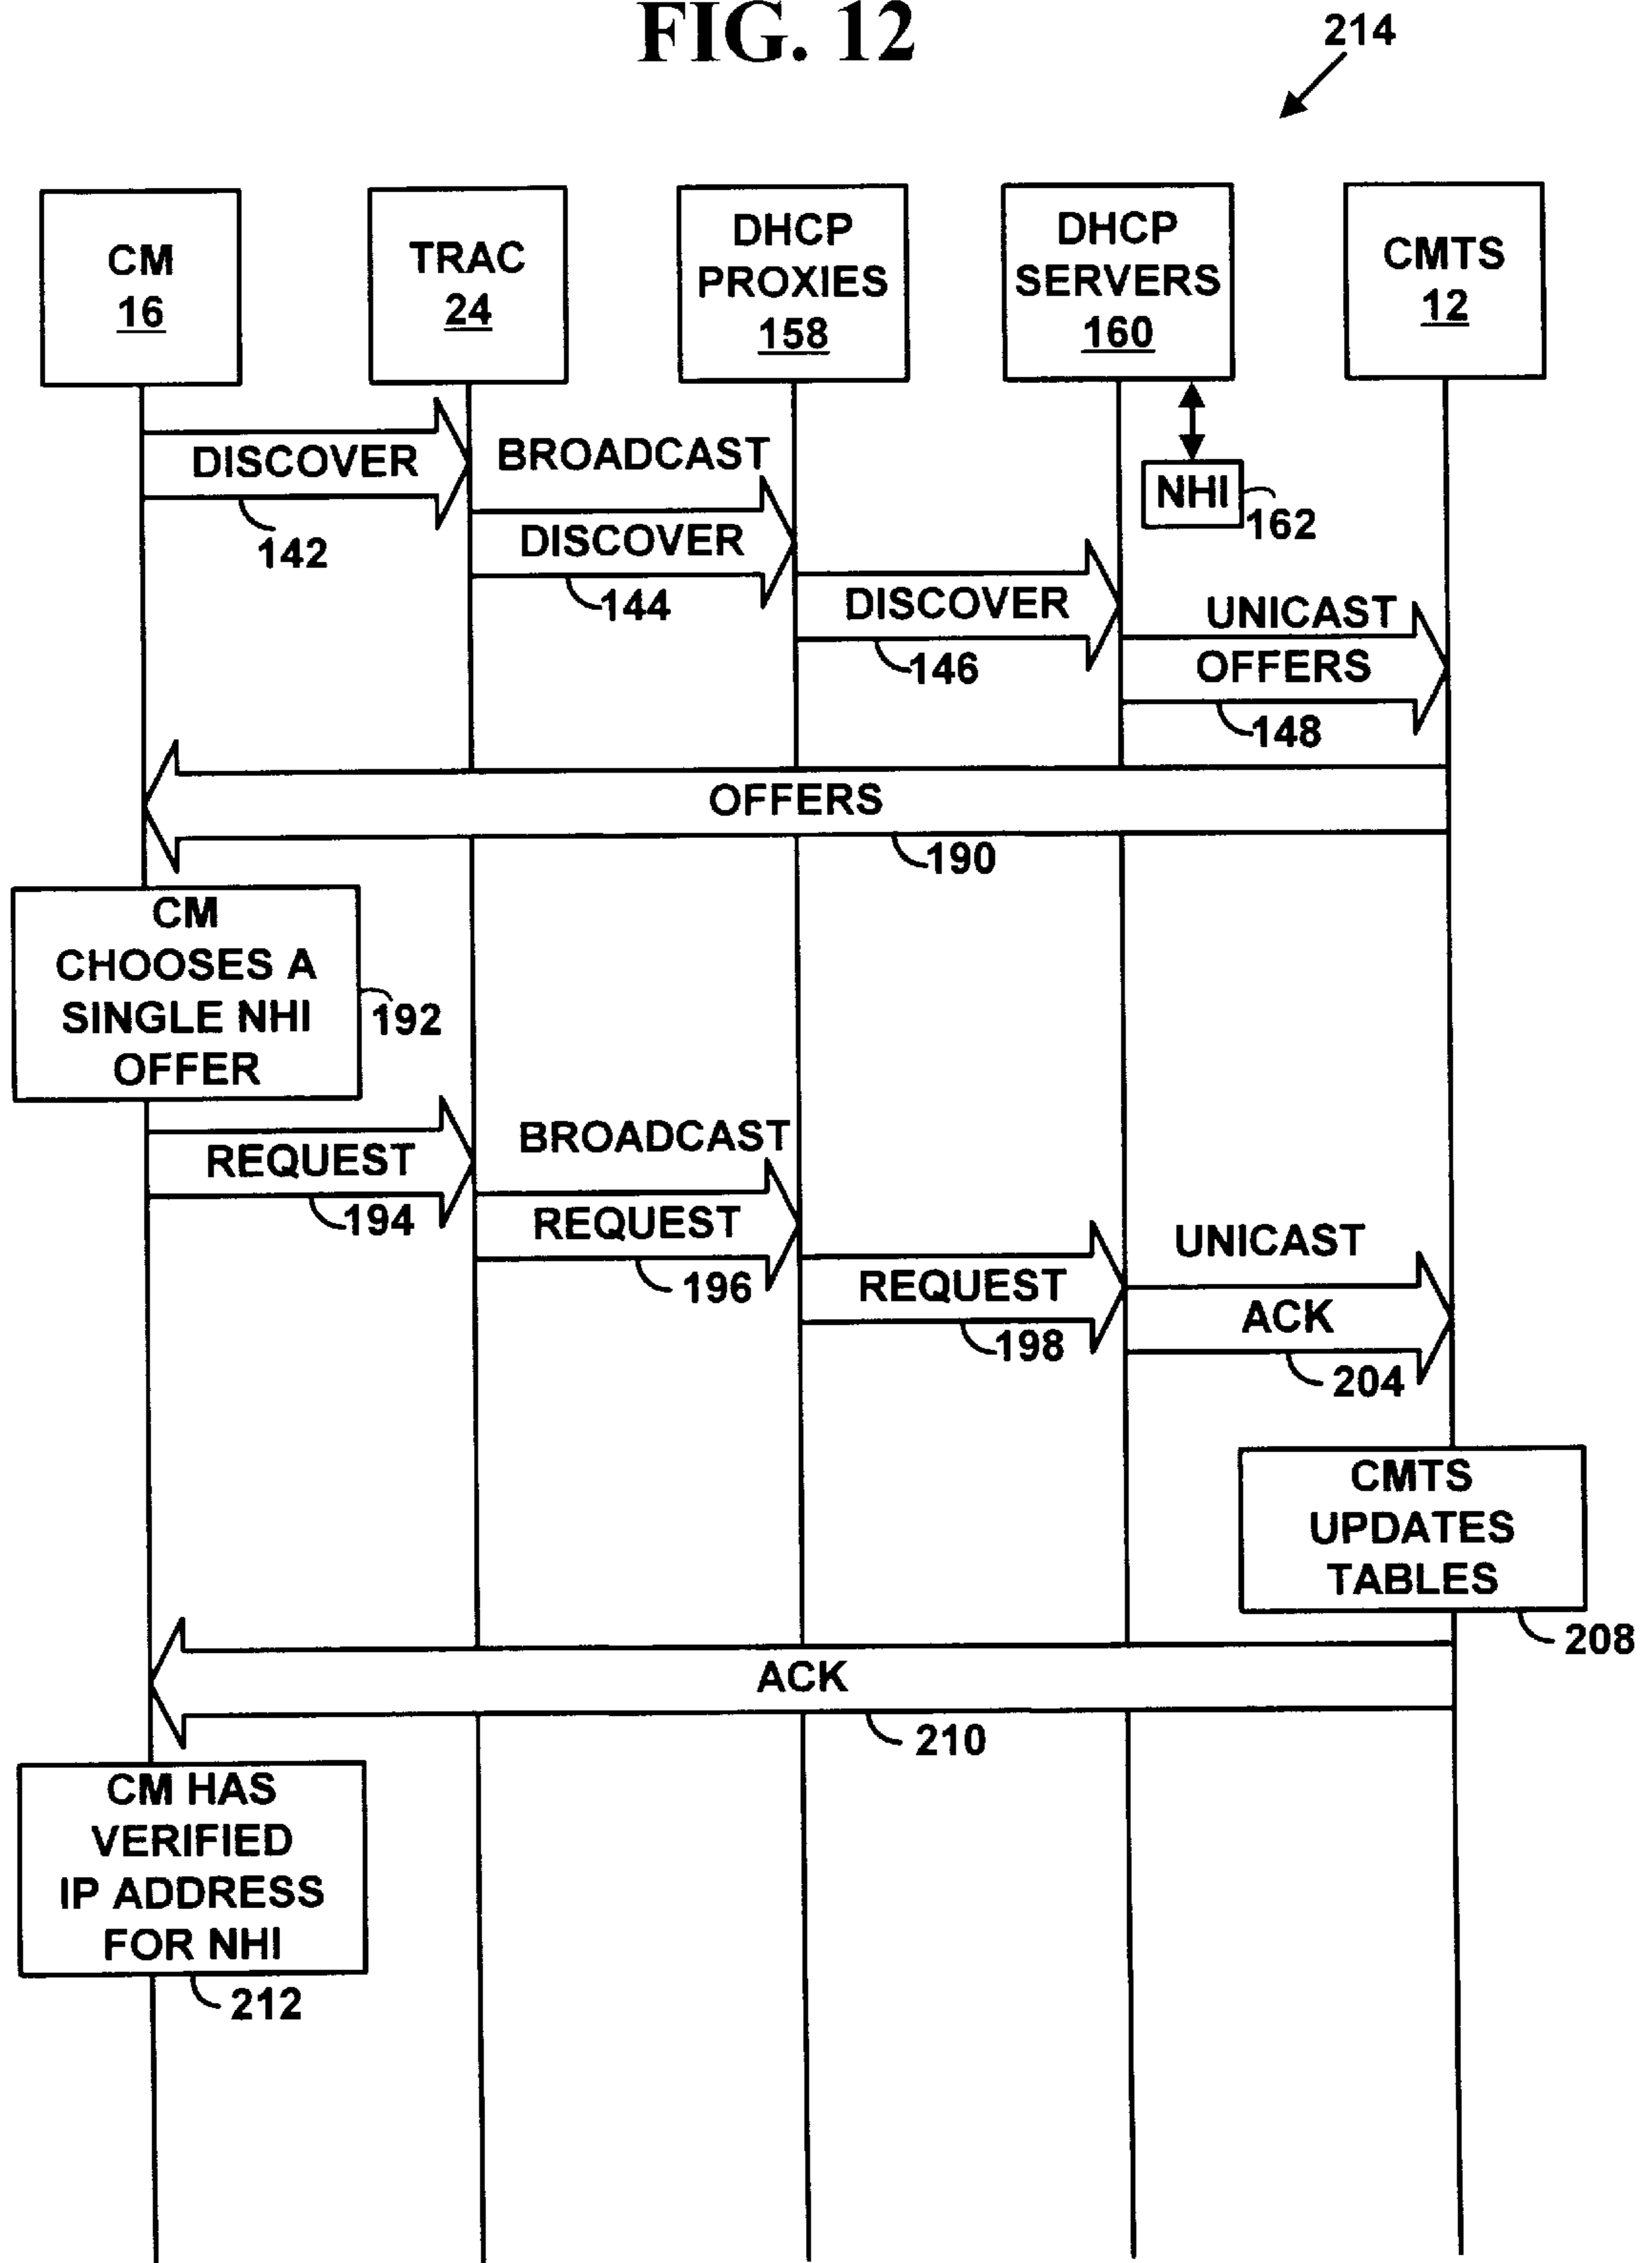 FIG. 12
214
CM
16
TRAC
24
DHCP
PROXIES
158
DHCP
SERVERS
160
CMTS
12
DISCOVER
142
BROADCAST
DISCOVER
144
NHI
162
DISCOVER
146
UNICAST
OFFERS
148
OFFERS
190
CM
CHOOSES A
SINGLE NHI
OFFER
192
REQUEST
194
BROADCAST
REQUEST
196
REQUEST
198
UNICAST
ACK
204
CMTS
UPDATES
TABLES
208
ACK
210
CM HAS
VERIFIED
IP ADDRESS
FOR NHI
212